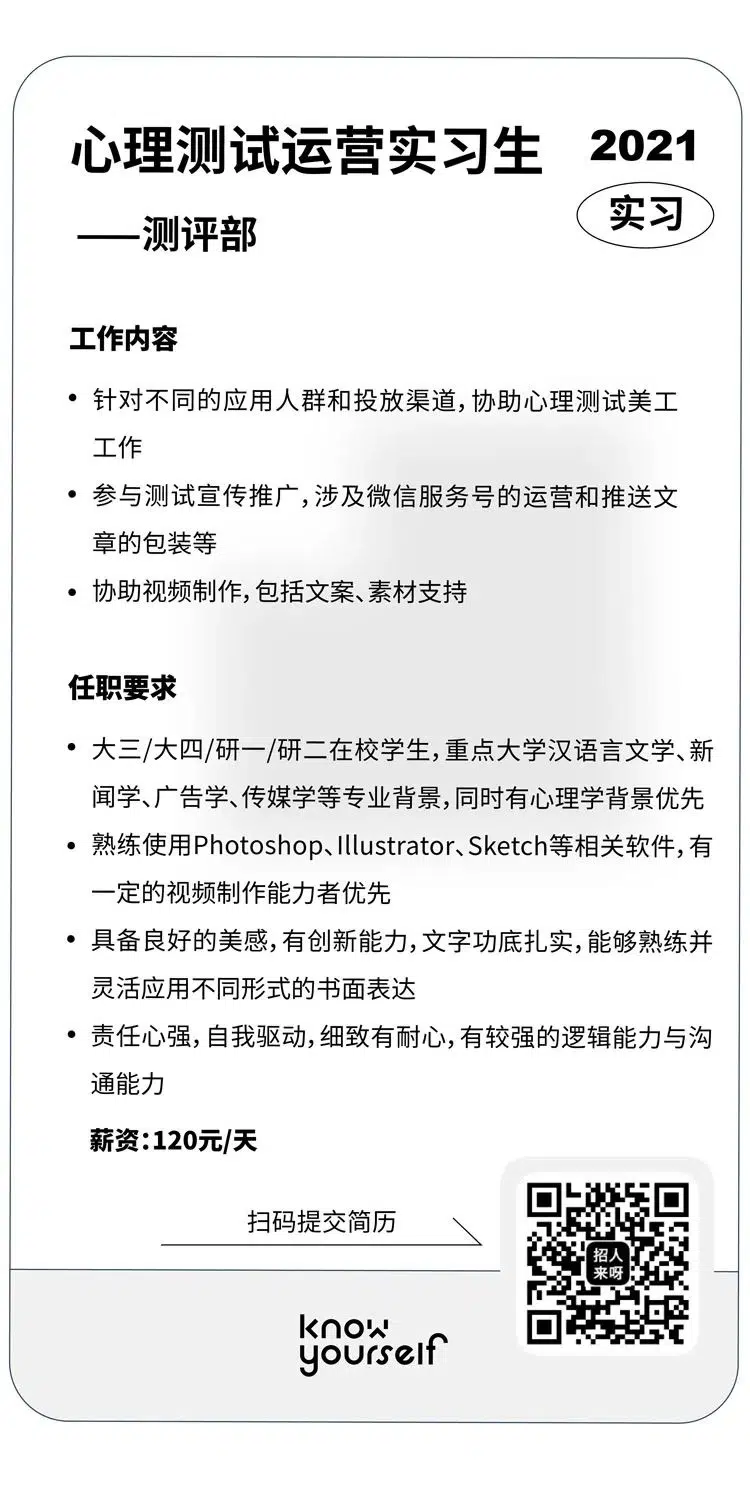 心理测试运营实习生
2021
实习
——测评部
工作内容
• 针对不同的应用人群和投放渠道，协助心理测试美工
工作
• 参与测试宣传推广，涉及微信服务号的运营和推送文
章的包装等
• 协助视频制作，包括文案、素材支持
任职要求
• 大三/大四/研一/研二在校学生，重点大学汉语言文学、新
闻学、广告学、传媒学等专业背景，同时有心理学背景优先
• 熟练使用Photoshop、Illustrator、Sketch等相关软件，有
一定的视频制作能力者优先
• 具备良好的美感，有创新能力，文字功底扎实，能够熟练并
灵活应用不同形式的书面表达
• 责任心强，自我驱动，细致有耐心，有较强的逻辑能力与沟
通能力
薪资：120元/天
扫码提交简历
招人
来呀
know
yourself